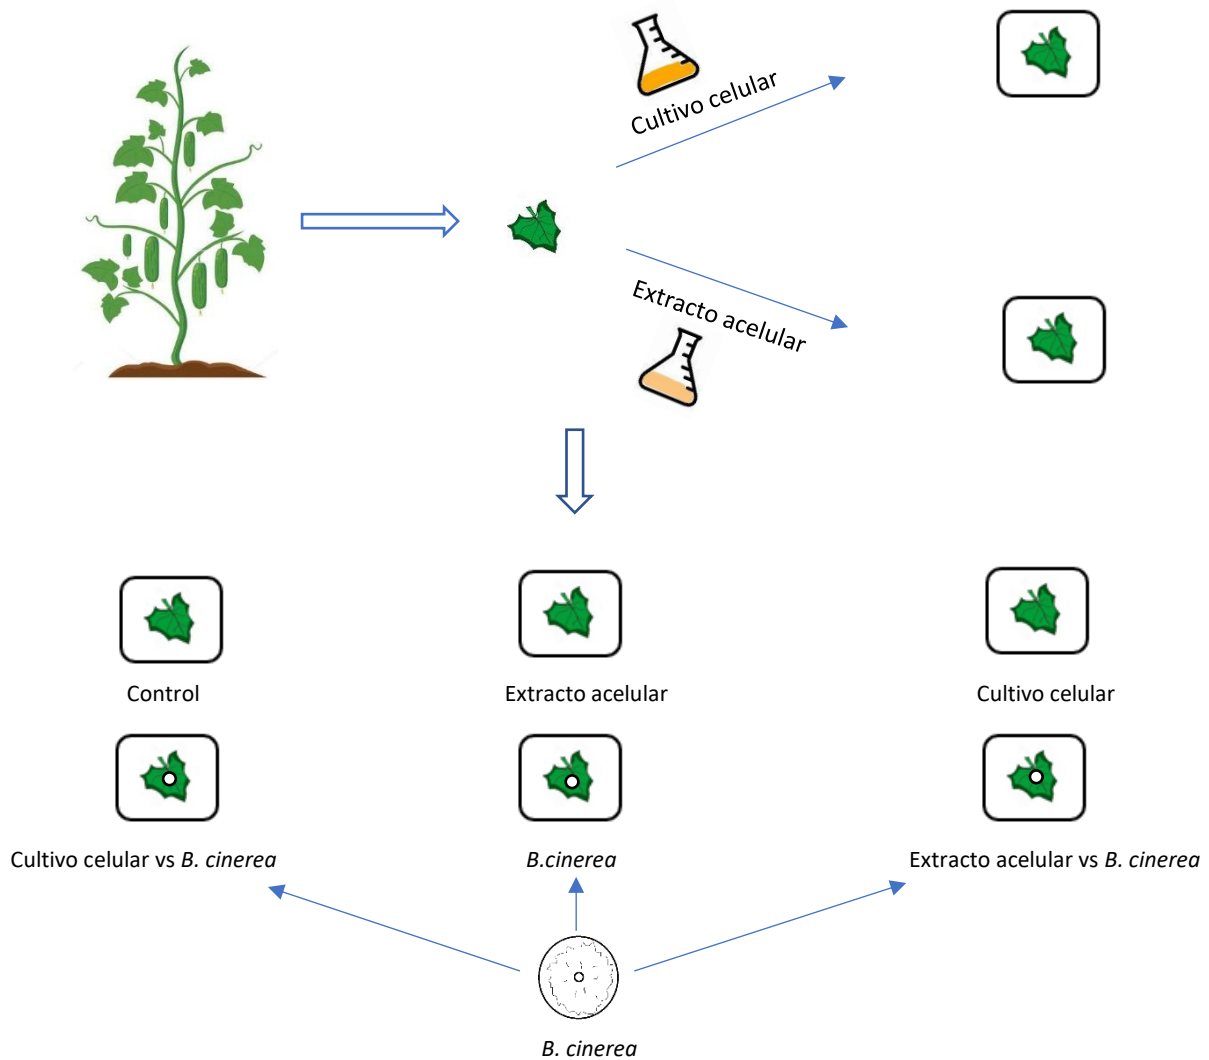 Cultivo celular
Extracto acelular
Control
Extracto acelular
Cultivo celular
Cultivo celular vs B. cinerea
B.cinerea
Extracto acelular vs B. cinerea
B. cinerea